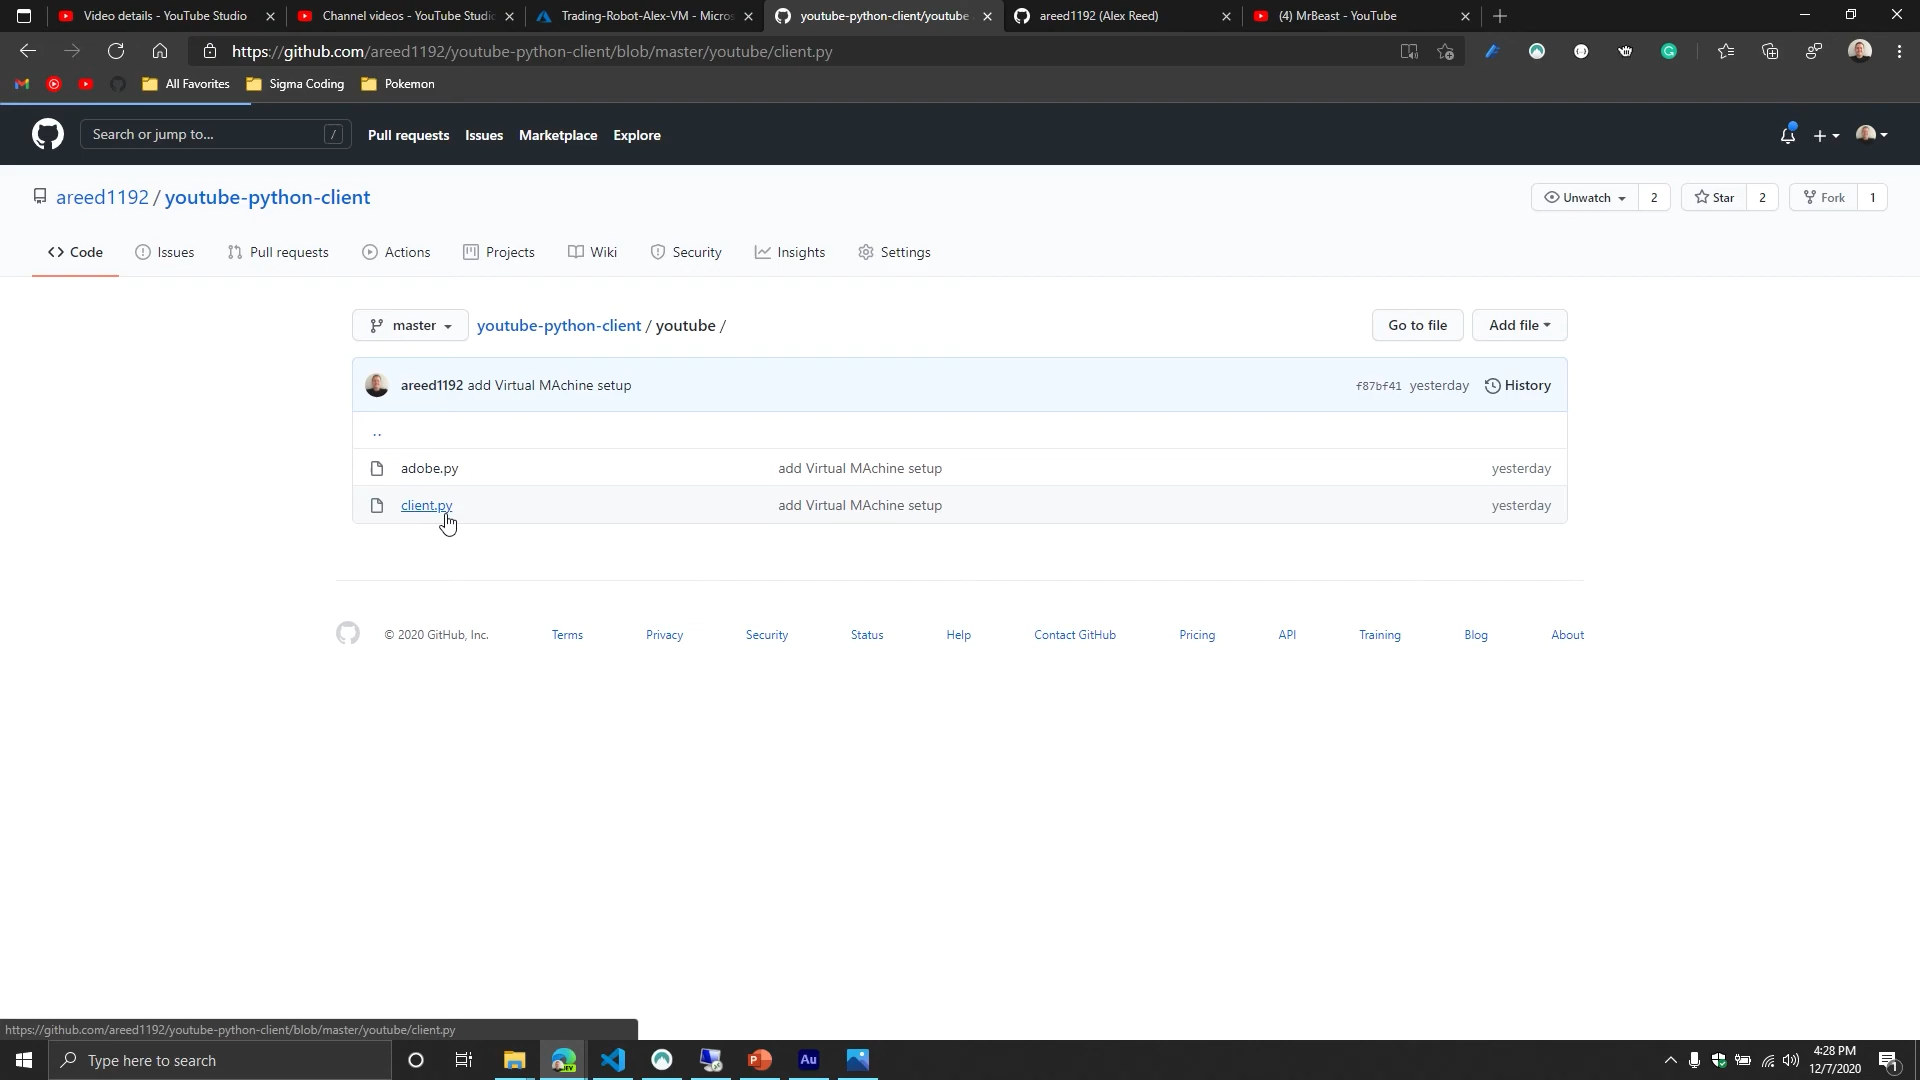 Video details - YouTube Studio
Channel videos - YouTube Studio
Trading-Robot-Alex-VM - Micros
youtube-python-client/youtube
areed1192 (Alex Reed)
(4) MrBeast - YouTube
https://github.com/areed1192/youtube-python-client/blob/master/youtube/client.py
All Favorites
Sigma Coding
Pokemon
Search or jump to...
/
Pull requests
Issues
Marketplace
Explore
areed1192 / youtube-python-client
Unwatch 2
Star 2
Fork 1
Code
Issues
Pull requests
Actions
Projects
Wiki
Security
Insights
Settings
master
youtube-python-client / youtube /
Go to file
Add file
areed1192 add Virtual MAchine setup
f87bf41 yesterday
History
..
adobe.py add Virtual MAchine setup yesterday
client.py add Virtual MAchine setup yesterday
© 2020 GitHub, Inc.
Terms
Privacy
Security
Status
Help
Contact GitHub
Pricing
API
Training
Blog
About
https://github.com/areed1192/youtube-python-client/blob/master/youtube/client.py
Type here to search
DEV
Au
4:28 PM
12/7/2020
1